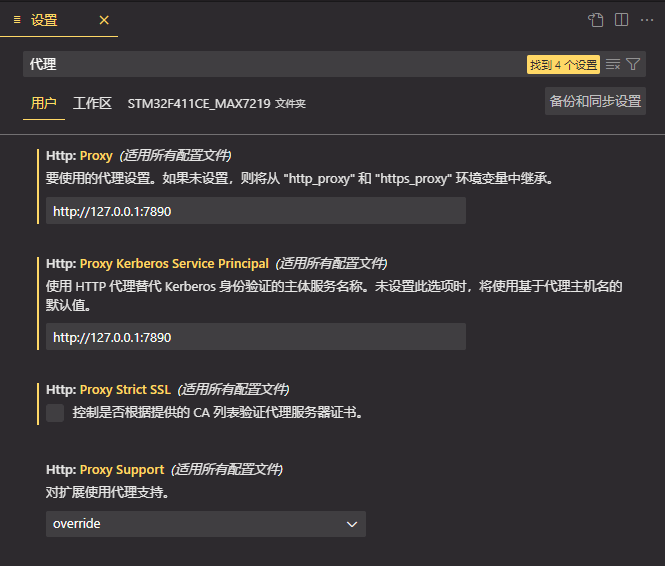 设置
代理
找到 4 个设置
用户 工作区 STM32F411CE_MAX7219 文件夹
备份和同步设置
Http: Proxy (适用所有配置文件)
要使用的代理设置。如果未设置，则将从 "http_proxy" 和 "https_proxy" 环境变量中继承。
http://127.0.0.1:7890
Http: Proxy Kerberos Service Principal (适用所有配置文件)
使用 HTTP 代理替代 Kerberos 身份验证的主体服务名称。未设置此选项时，将使用基于代理主机名的
默认值。
http://127.0.0.1:7890
Http: Proxy Strict SSL (适用所有配置文件)
控制是否根据提供的 CA 列表验证代理服务器证书。
Http: Proxy Support (适用所有配置文件)
对扩展使用代理支持。
override